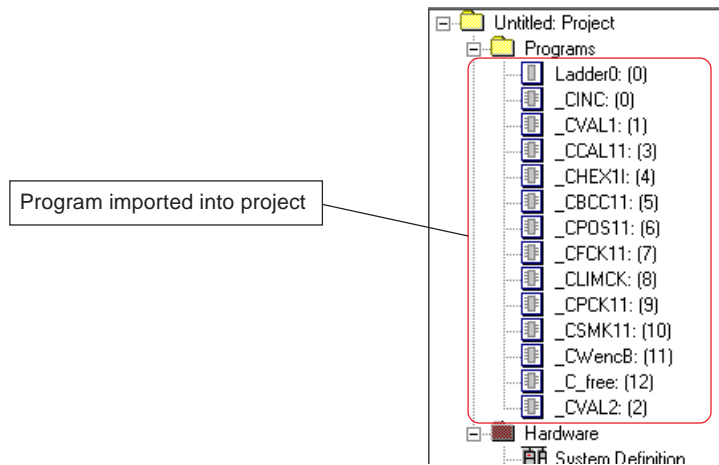 Untitled: Project
Programs
Ladder0: (0)
_CINC: (0)
_CVAL1: (1)
_CCAL11: (3)
_CHEX1I: (4)
_CBCC11: (5)
_CPOS11: (6)
_CFCK11: (7)
_CLIMCK: (8)
_CPCK11: (9)
_CSMK11: (10)
_CWencB: (11)
_C_free: (12)
_CVAL2: (2)
Hardware
System Definition
Program imported into project